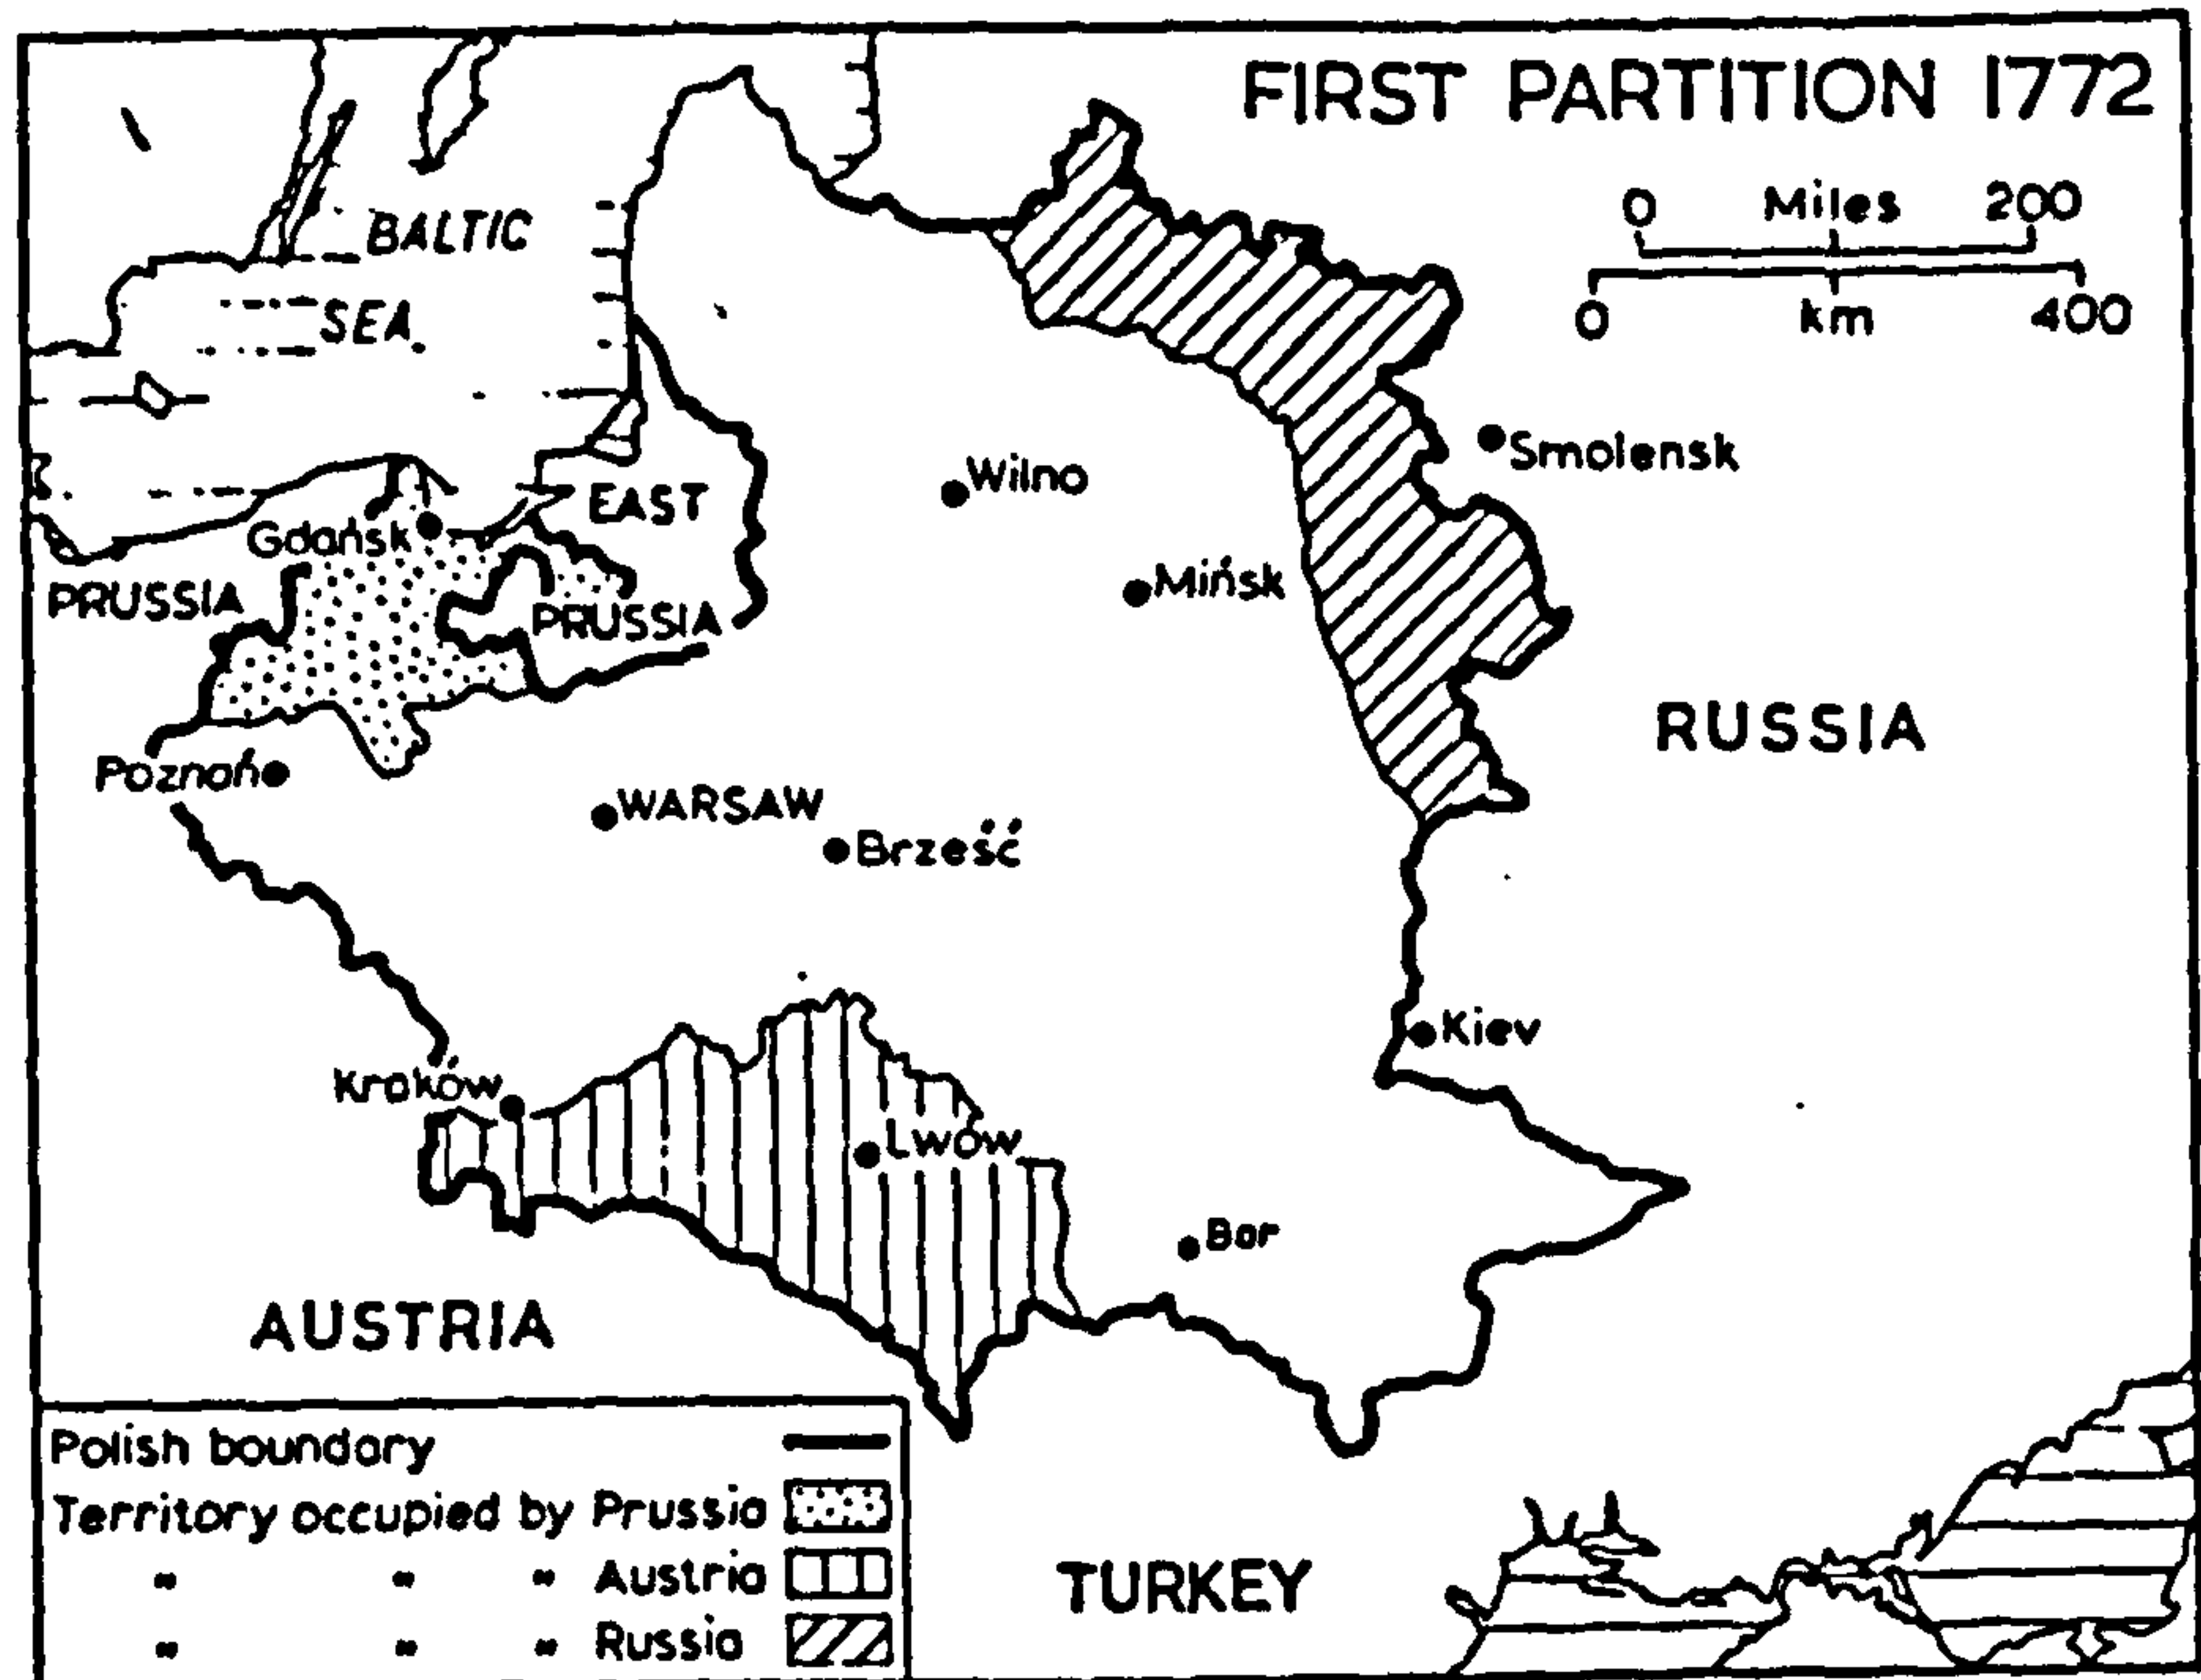 FIRST PARTITION 1772
0 Miles 200
0 km 400
BALTIC
SEA
Smolensk
Wilno
EAST
PRUSSIA
Gdańsk
PRUSSIA
Mińsk
RUSSIA
Poznań
WARSAW
Brześć
Kiev
Kraków
Lwów
Bar
AUSTRIA
TURKEY
Polish boundary
Territory occupied by Prussia
" " " Austria
" " " Russia